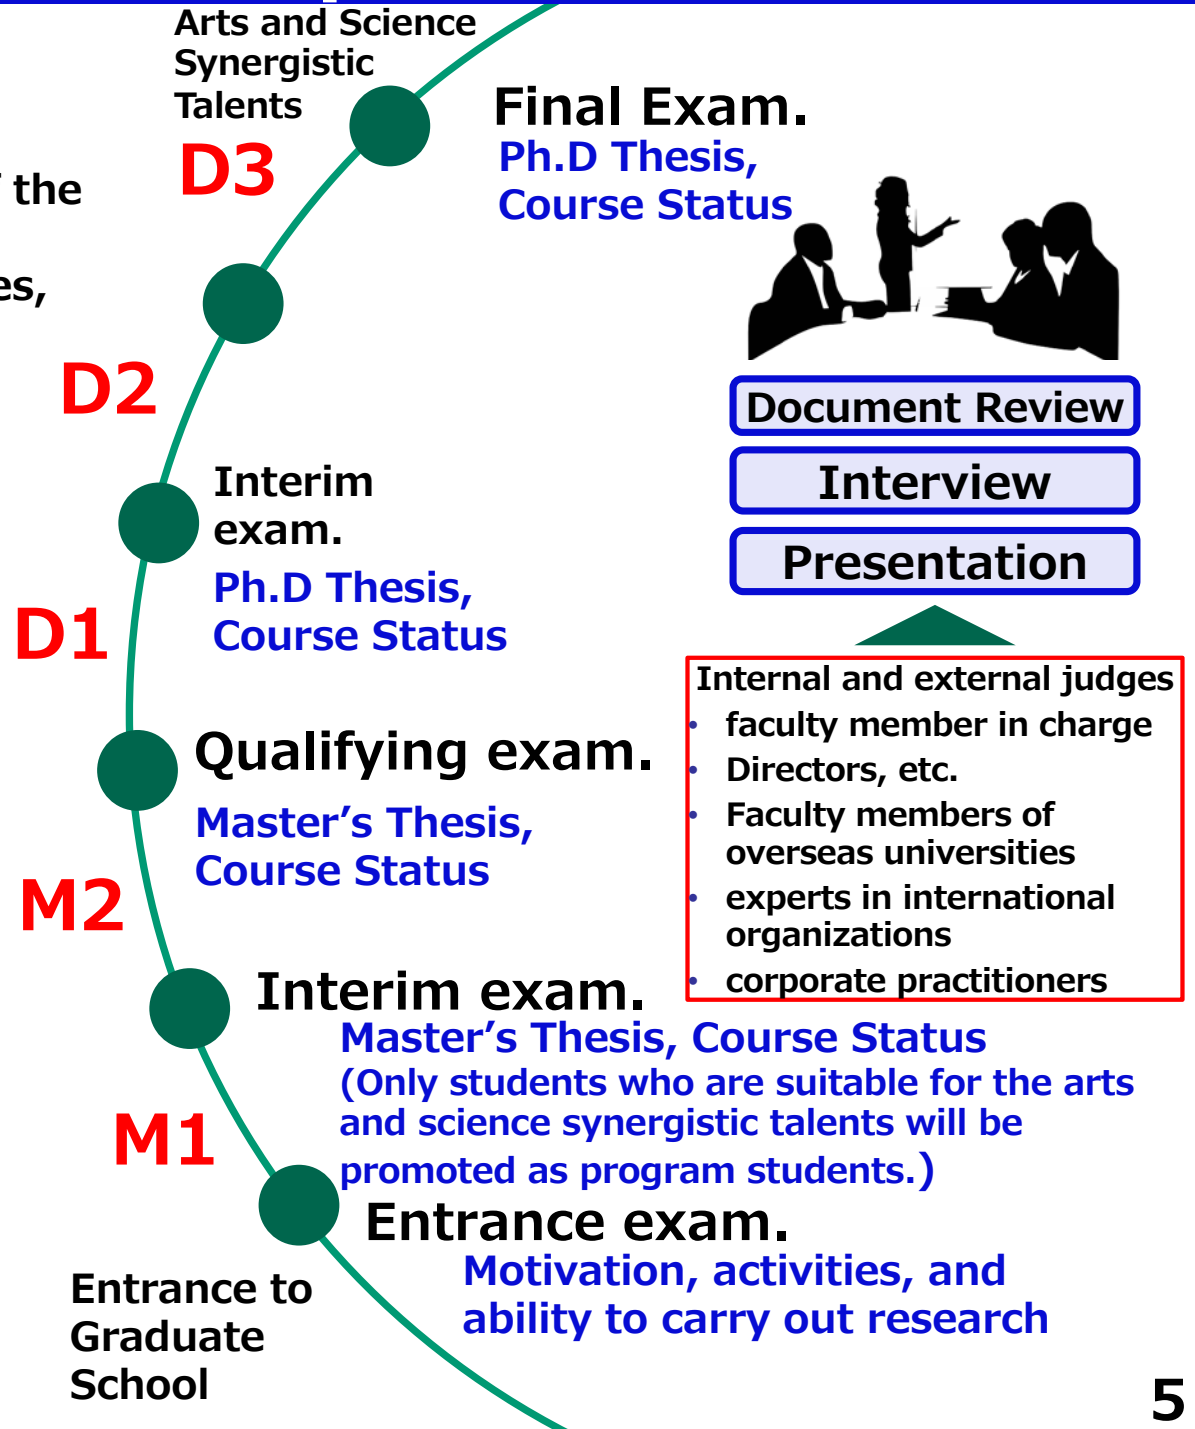 Arts and Science
Synergistic
Talents
Final Exam.
Ph.D Thesis,
Course Status
D3
the
es,
D2
Document Review
Interview
Presentation
Interim
exam.
Ph.D Thesis,
Course Status
D1
Internal and external judges
• faculty member in charge
• Directors, etc.
• Faculty members of
overseas universities
• experts in international
organizations
• corporate practitioners
Qualifying exam.
Master’s Thesis,
Course Status
M2
Interim exam.
Master’s Thesis, Course Status
(Only students who are suitable for the arts
and science synergistic talents will be
promoted as program students.)
M1
Entrance exam.
Motivation, activities, and
ability to carry out research
Entrance to
Graduate
School
5